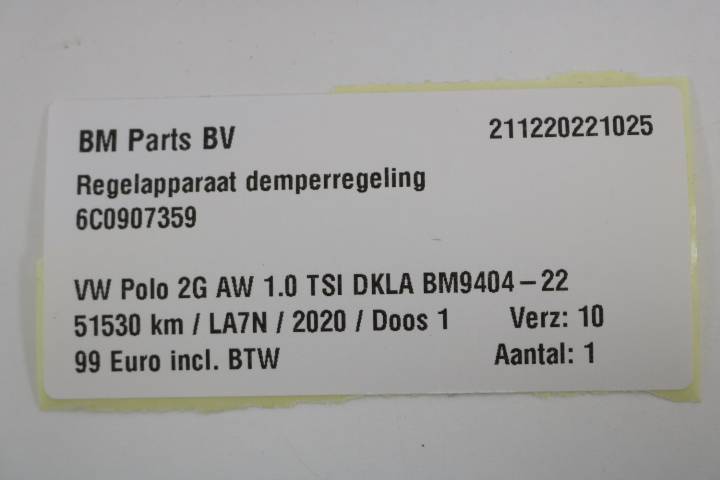 BM Parts BV 211220221025
Regelapparaat demperregeling
6C0907359
VW Polo 2G AW 1.0 TSI DKLA BM9404-22
51530 km / LA7N / 2020 / Doos 1 Verz: 10
99 Euro incl. BTW Aantal: 1